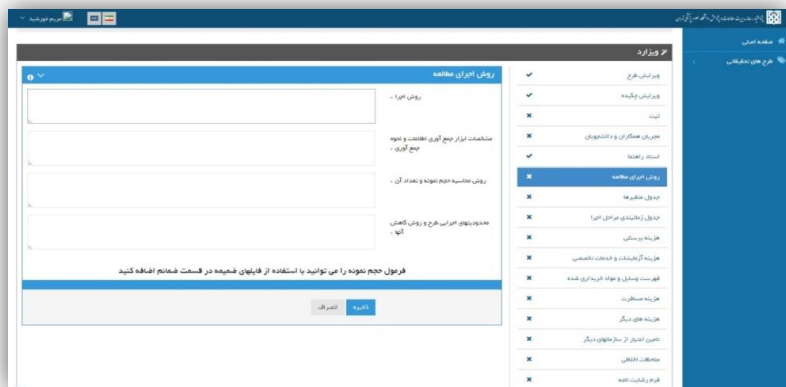 مریم خورشید
صفحه اصلی
طرح های تحقیقاتی
ویزارد
ویرایش طرح
ویرایش چکیده
ثبت
مجریان همکاران و دانشجویان
استاد راهنما
روش اجرای مطالعه
جدول متغیرها
جدول زمانبندی مراحل اجرا
هزینه پرسنلی
هزینه آزمایشات و خدمات تخصصی
فهرست وسایل و مواد خریداری شده
هزینه مسافرت
هزینه های دیگر
تامین اعتبار از سازمانهای دیگر
ملاحظات اخلاقی
فرم رضایت نامه
روش اجرای مطالعه
روش اجرا
مشخصات ابزار جمع آوری اطلاعات و نحوه
جمع آوری
روش محاسبه حجم نمونه و تعداد آن
محدودیتهای اجرایی طرح و روش کاهش
آنها
فرمول حجم نمونه را می توانید با استفاده از فایلهای ضمیمه در قسمت ضمائم اضافه کنید
ذخیره
انصراف